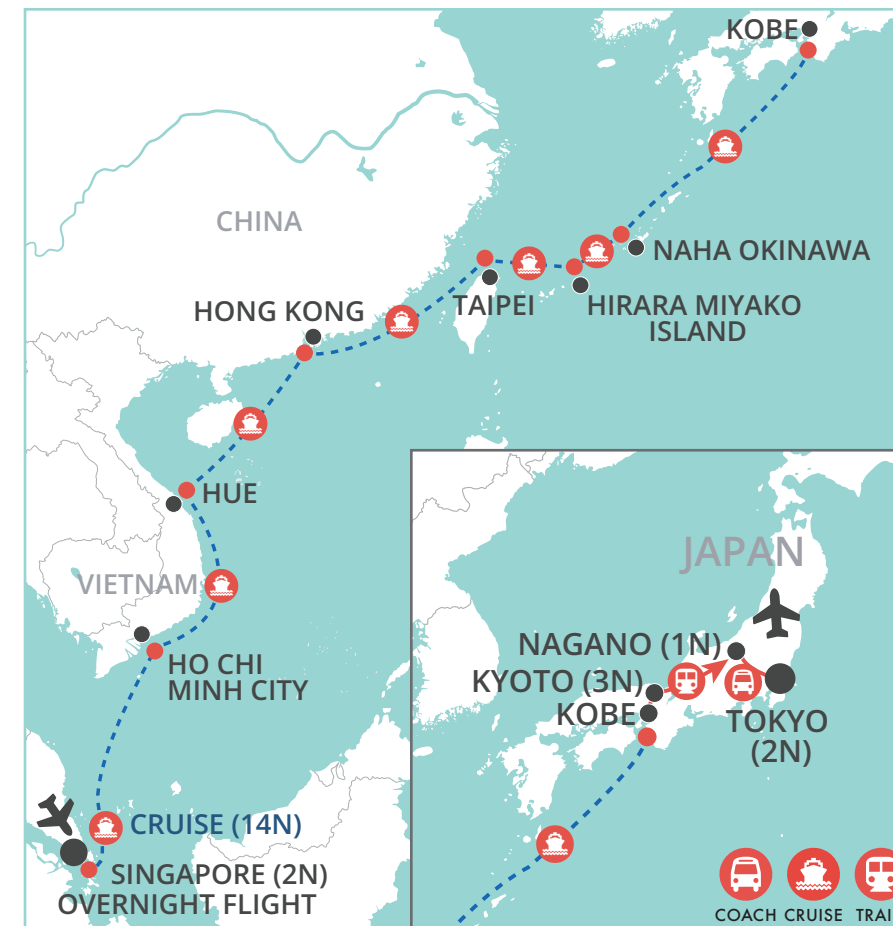 KOBE
CHINA
NAHA OKINAWA
HONG KONG
TAIPEI
HIRARA MIYAKO
ISLAND
HUE
VIETNAM
HO CHI
MINH CITY
CRUISE (14N)
SINGAPORE (2N)
OVERNIGHT FLIGHT
JAPAN
NAGANO (1N)
KYOTO (3N)
KOBE
TOKYO
(2N)
COACH CRUISE TRAI